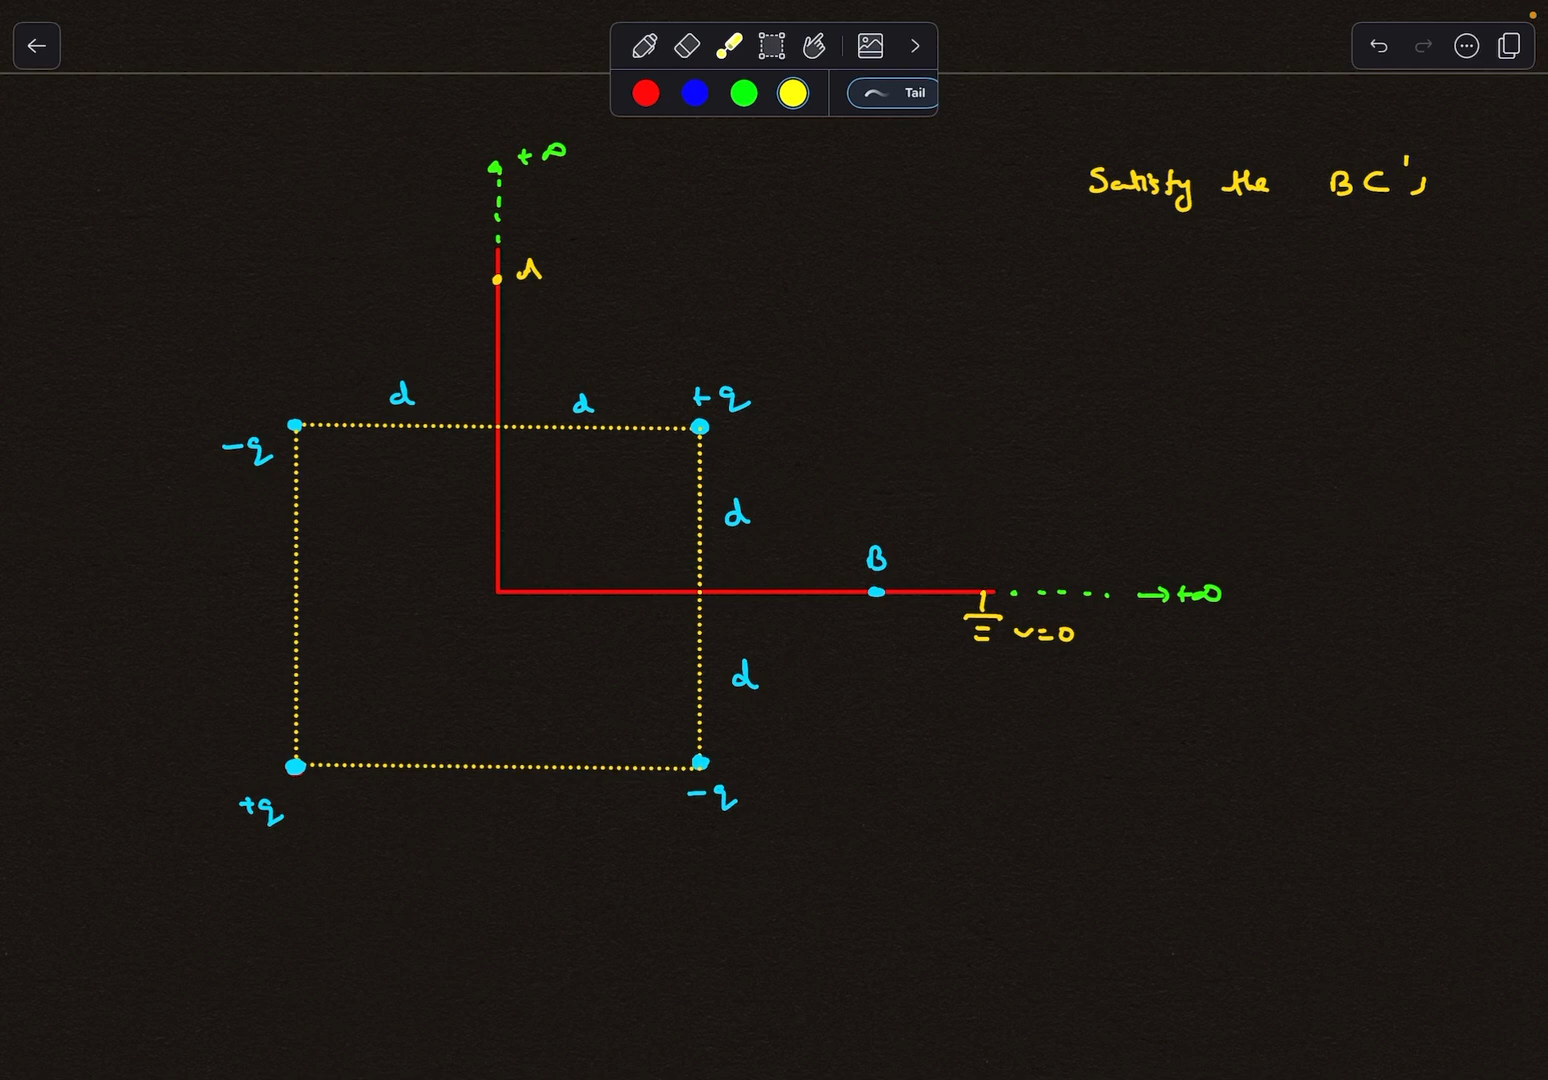 Tail
+ ∞
Satisfy the BC's
A
d
d
+q
-q
d
B
→+∞
v=0
d
+q
-q